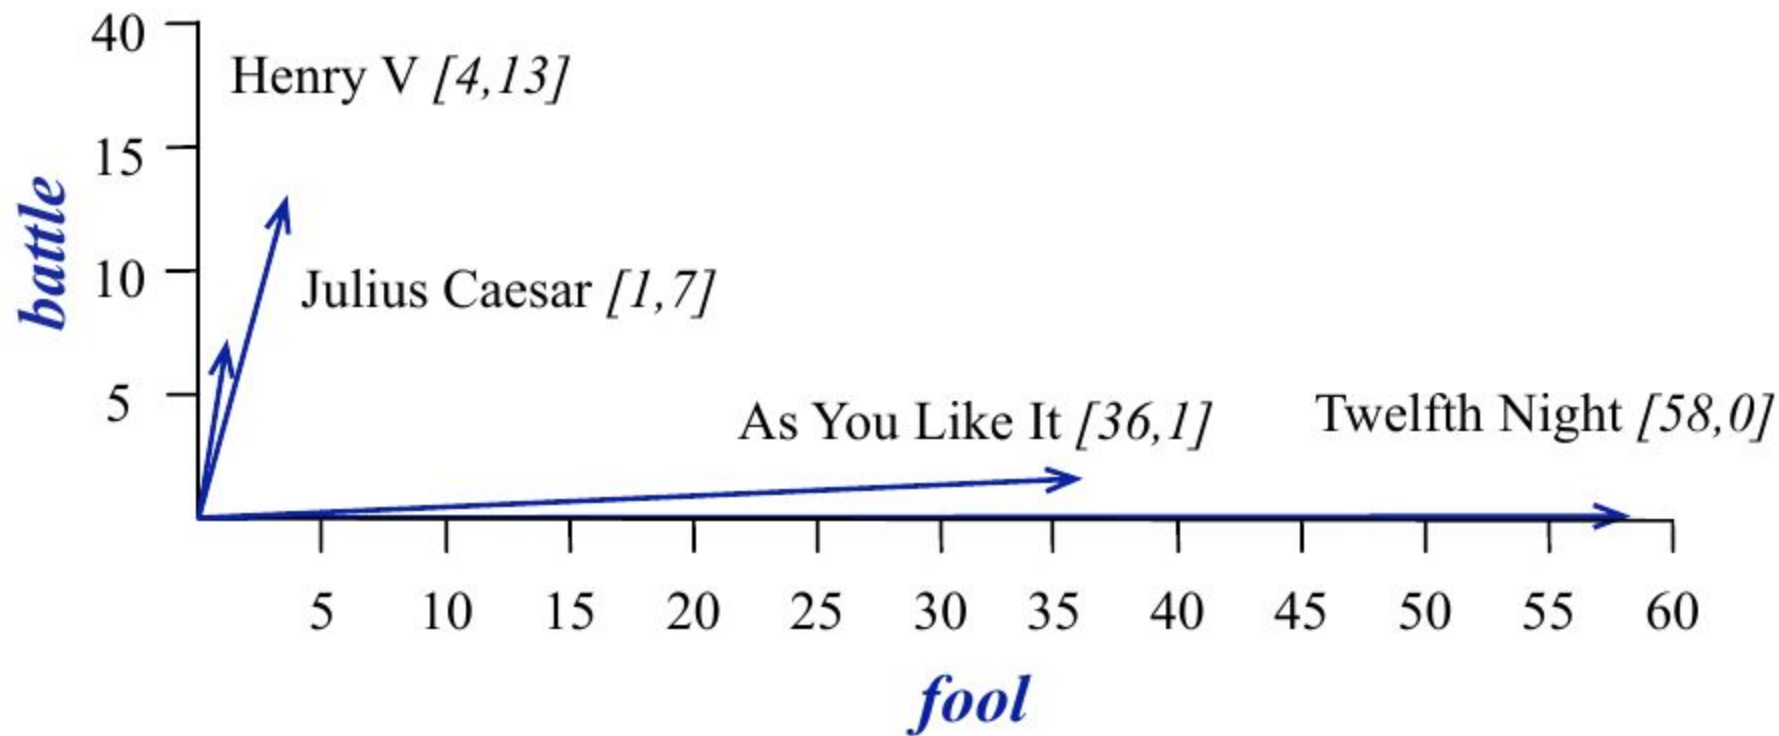 40
Henry V [4,13]
15
battle
10
Julius Caesar [1,7]
5
As You Like It [36,1]
Twelfth Night [58,0]
5 10 15 20 25 30 35 40 45 50 55 60
fool